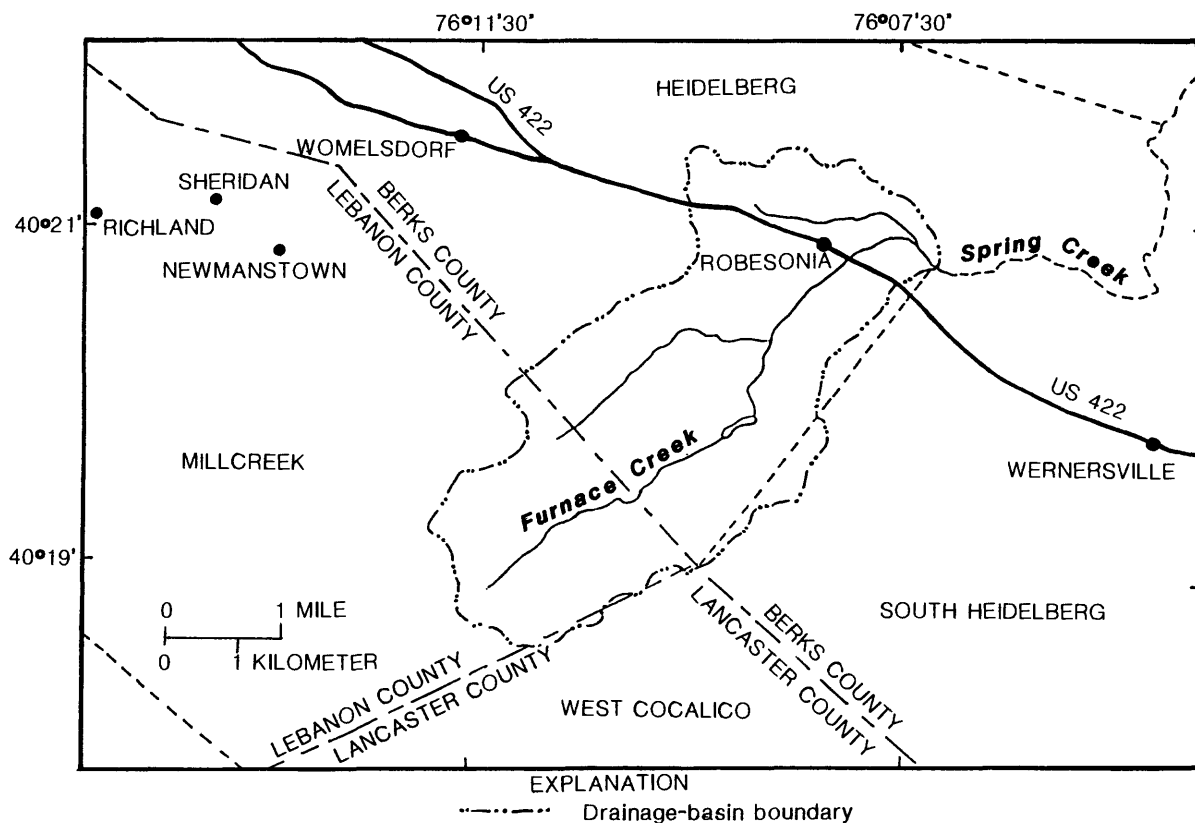 76°11'30"
76°07'30"
US 422
HEIDELBERG
WOMELSDORF
SHERIDAN
BERKS COUNTY
LEBANON COUNTY
40°21'
RICHLAND
NEWMANSTOWN
ROBESONIA
Spring Creek
US 422
MILLCREEK
WERNERSVILLE
Furnace Creek
40°19'
0 1 MILE
0 1 KILOMETER
SOUTH HEIDELBERG
BERKS COUNTY
LANCASTER COUNTY
LEBANON COUNTY
LANCASTER COUNTY
WEST COCALICO
EXPLANATION
Drainage-basin boundary